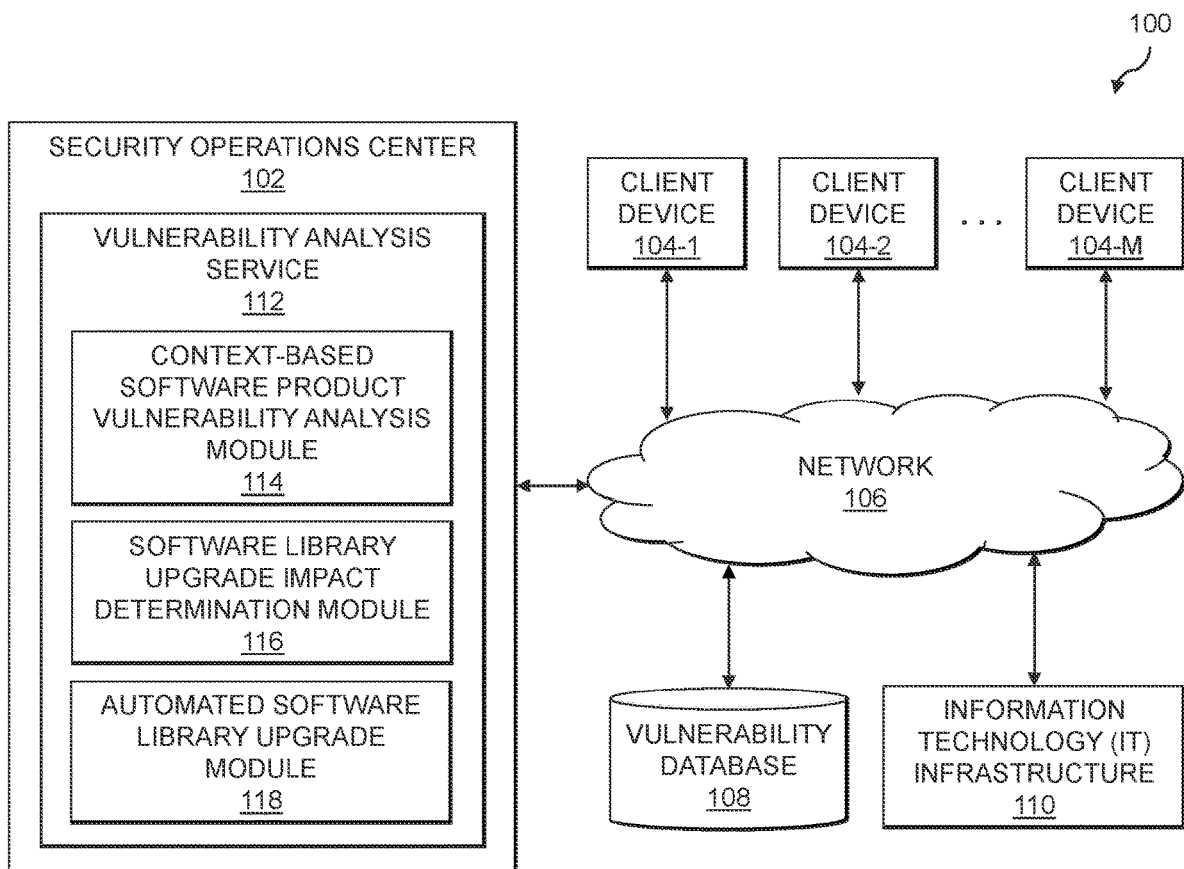 100
SECURITY OPERATIONS CENTER
102
VULNERABILITY ANALYSIS
SERVICE
112
CONTEXT-BASED
SOFTWARE PRODUCT
VULNERABILITY ANALYSIS
MODULE
114
SOFTWARE LIBRARY
UPGRADE IMPACT
DETERMINATION MODULE
116
AUTOMATED SOFTWARE
LIBRARY UPGRADE
MODULE
118
CLIENT
DEVICE
104-1
CLIENT
DEVICE
104-2
. . .
CLIENT
DEVICE
104-M
NETWORK
106
VULNERABILITY
DATABASE
108
INFORMATION
TECHNOLOGY (IT)
INFRASTRUCTURE
110